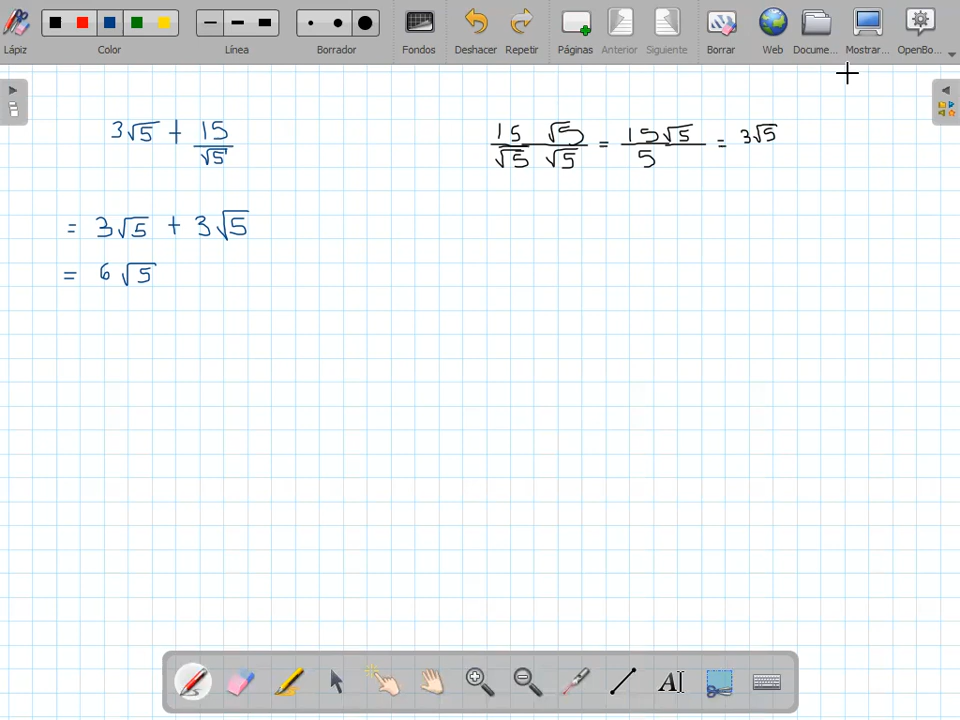 Lápiz Color Línea Borrador Fondos Deshacer Repetir Páginas Anterior Siguiente Borrar Web Docume... Mostrar... OpenBo...
3√5 + 15/√5
= 3√5 + 3√5
= 6√5
15/√5 √5/√5 = 15√5/5 = 3√5
A